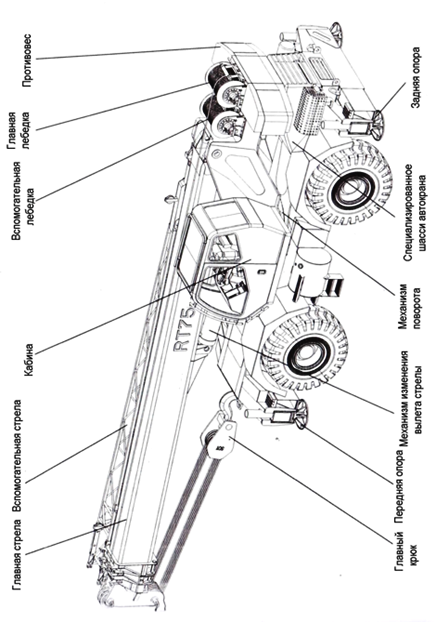 Главная стрела
Вспомогательная стрела
Кабина
Вспомогательная
лебедка
Главная
лебедка
Противовес
RT75
Главный
крюк
Передняя опора
Механизм изменения
вылета стрелы
Механизм
поворота
Специализированное
шасси автокрана
Задняя опора